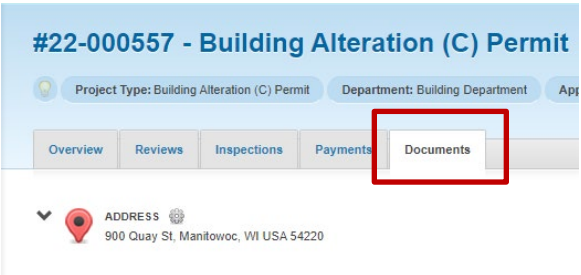 #22-000557 - Building Alteration (C) Permit
Project Type: Building Alteration (C) Permit Department: Building Department App
Overview Reviews Inspections Payments Documents
ADDRESS
900 Quay St, Manitowoc, WI USA 54220